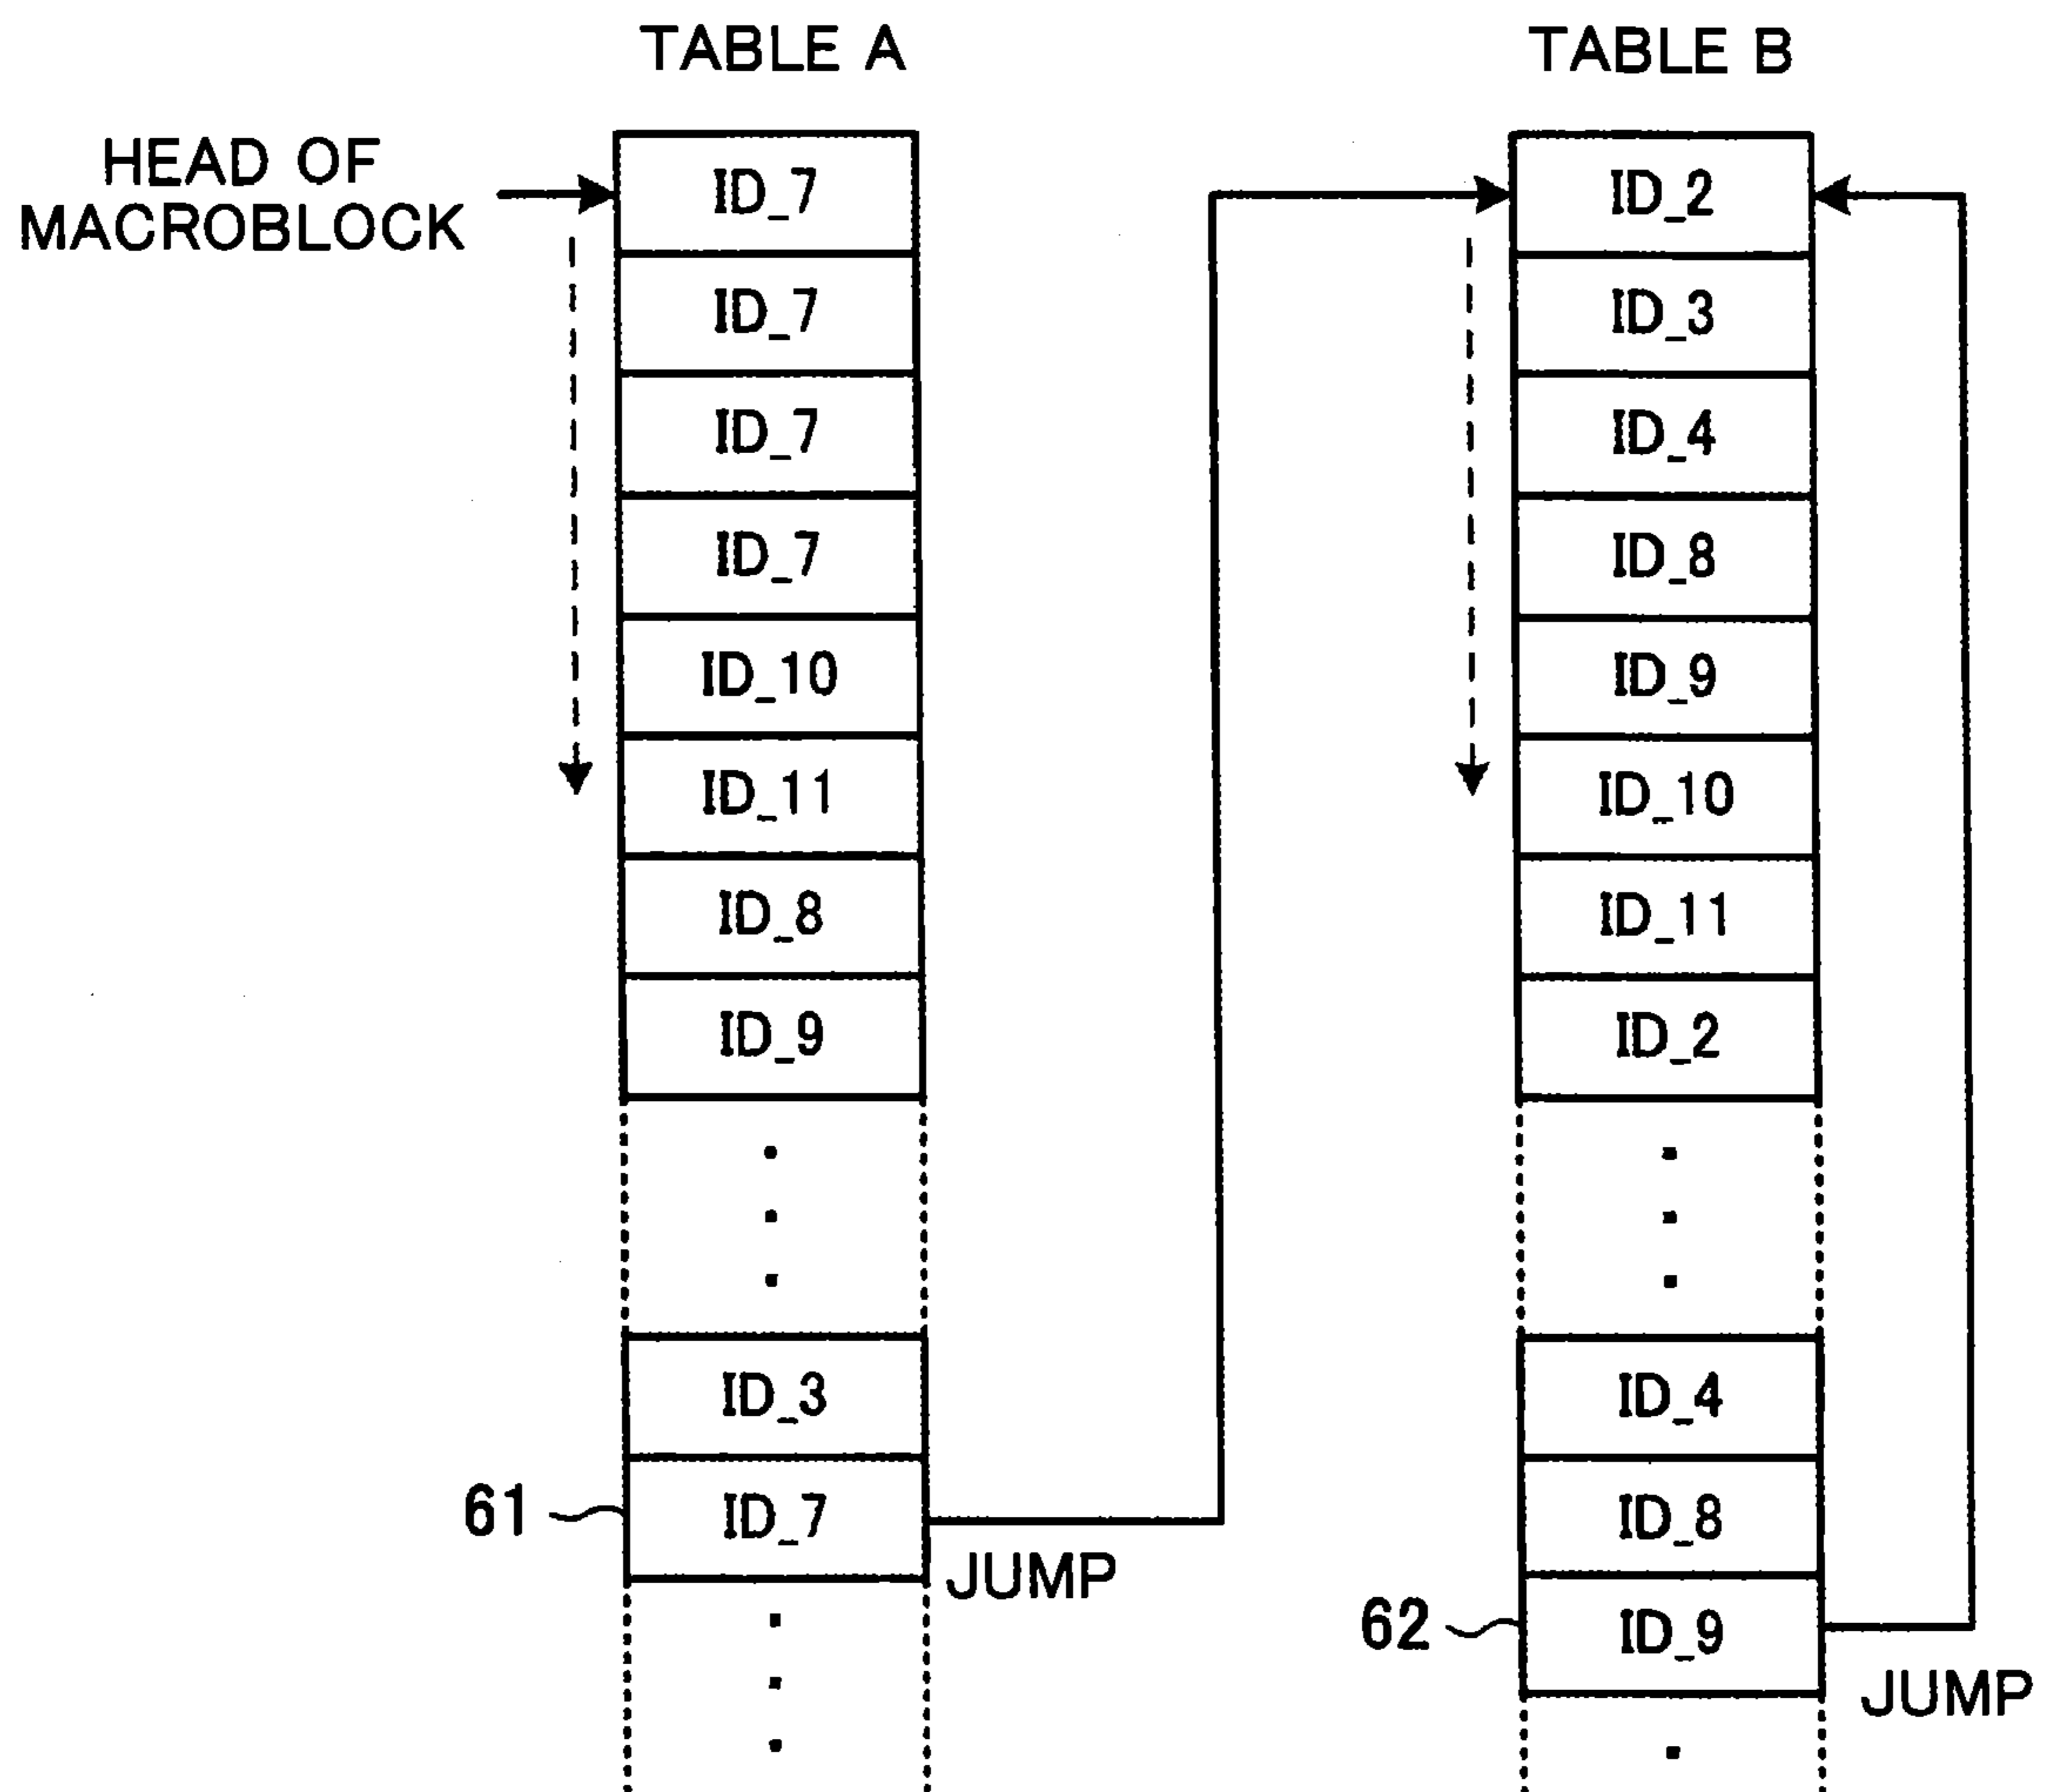 TABLE A
HEAD OF
MACROBLOCK
ID_7
ID_7
ID_7
ID_7
ID_10
ID_11
ID_8
ID_9
ID_3
61
ID_7
JUMP
TABLE B
ID_2
ID_3
ID_4
ID_8
ID_9
ID_10
ID_11
ID_2
ID_4
ID_8
62
ID_9
JUMP